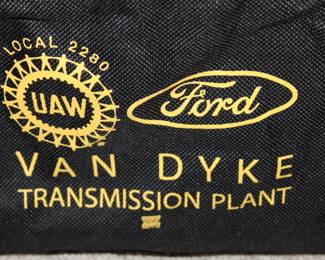 LOCAL 2280
UAW
Ford
VAN DYKE
TRANSMISSION PLANT